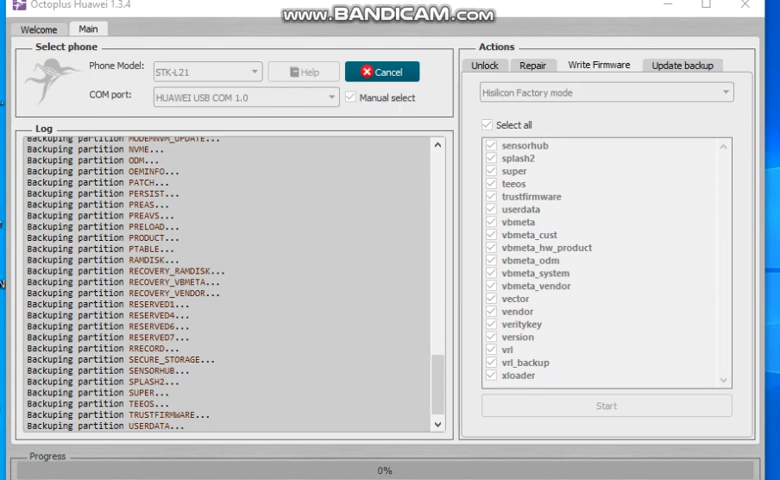 Octoplus Huawei 1.3.4
www.BANDICAM.com
Welcome
Main
Select phone
Phone Model:
STK-L21
Help
Cancel
COM port:
HUAWEI USB COM 1.0
Manual select
Log
Backuping partition MODEMNVM_UPDATE...
Backuping partition NVME...
Backuping partition ODM...
Backuping partition OEMINFO...
Backuping partition PATCH...
Backuping partition PERSIST...
Backuping partition PREAS...
Backuping partition PREAVS...
Backuping partition PRELOAD...
Backuping partition PRODUCT...
Backuping partition PTABLE...
Backuping partition RAMDISK...
Backuping partition RECOVERY_RAMDISK...
Backuping partition RECOVERY_VBMETA...
Backuping partition RECOVERY_VENDOR...
Backuping partition RESERVED1...
Backuping partition RESERVED4...
Backuping partition RESERVED6...
Backuping partition RESERVED7...
Backuping partition RRECORD...
Backuping partition SECURE_STORAGE...
Backuping partition SENSORHUB...
Backuping partition SPLASH2...
Backuping partition SUPER...
Backuping partition TEEOS...
Backuping partition TRUSTFIRMWARE...
Backuping partition USERDATA...
Actions
Unlock
Repair
Write Firmware
Update backup
Hisilicon Factory mode
Select all
sensorhub
splash2
super
teeos
trustfirmware
userdata
vbmeta
vbmeta_cust
vbmeta_hw_product
vbmeta_odm
vbmeta_system
vbmeta_vendor
vector
vendor
veritykey
version
vrl
vrl_backup
xloader
Start
Progress
0%